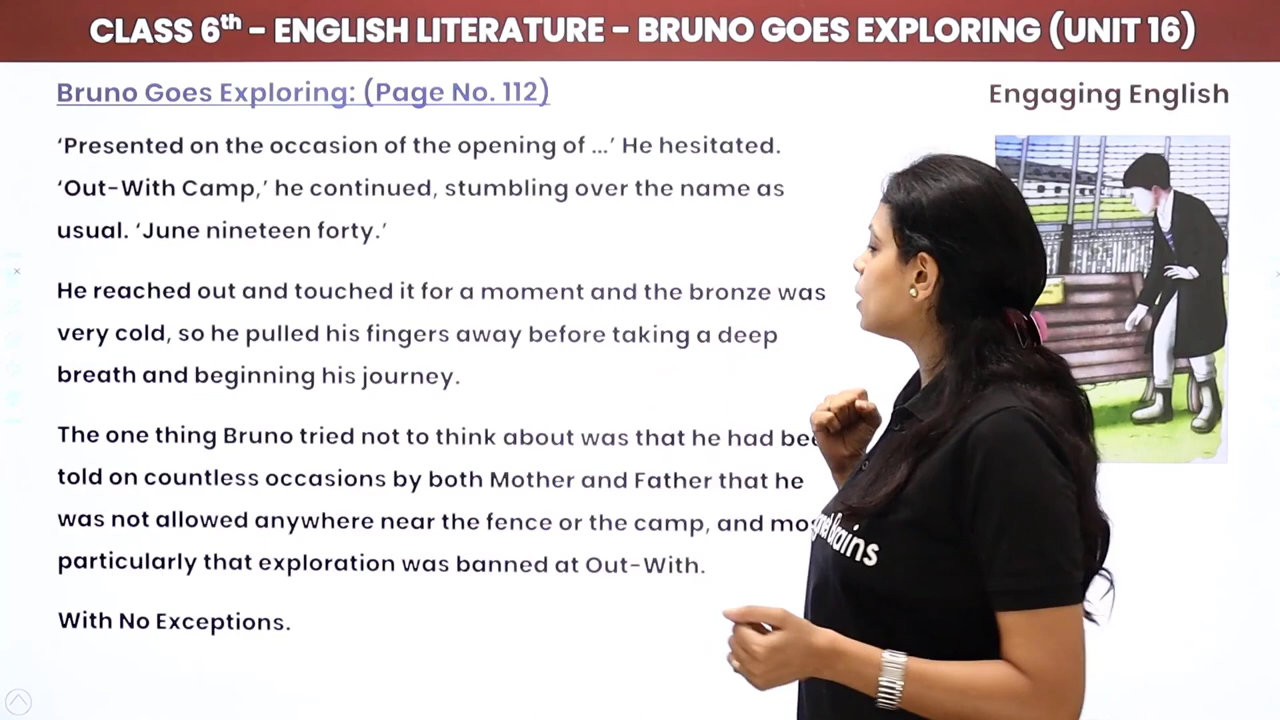 CLASS 6th – ENGLISH LITERATURE – BRUNO GOES EXPLORING (UNIT 16)
Bruno Goes Exploring: (Page No. 112)
Engaging English
‘Presented on the occasion of the opening of ...’ He hesitated.
‘Out-With Camp,’ he continued, stumbling over the name as
usual. ‘June nineteen forty.’
He reached out and touched it for a moment and the bronze was
very cold, so he pulled his fingers away before taking a deep
breath and beginning his journey.
The one thing Bruno tried not to think about was that he had
told on countless occasions by both Mother and Father that he
was not allowed anywhere near the fence or the camp, and
particularly that exploration was banned at Out-With.
With No Exceptions.